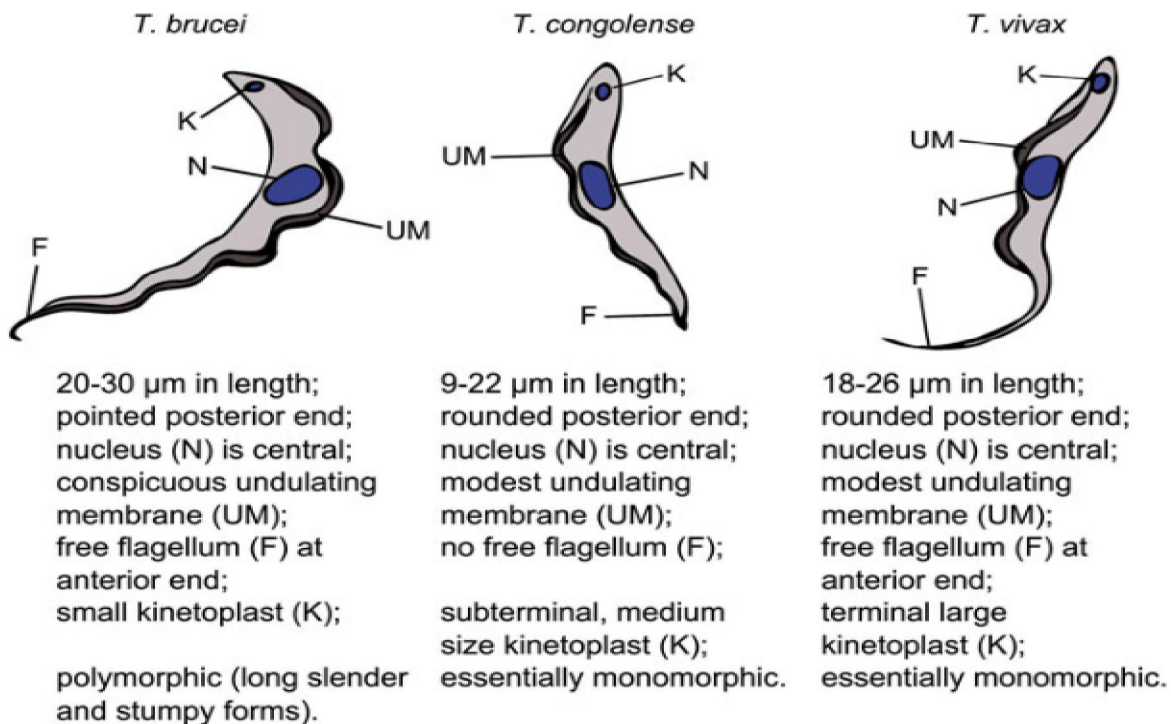 T. brucei
T. congolense
T. vivax
K
N
UM
F
K
UM
N
F
K
UM
N
F
20-30 µm in length;
pointed posterior end;
nucleus (N) is central;
conspicuous undulating
membrane (UM);
free flagellum (F) at
anterior end;
small kinetoplast (K);
polymorphic (long slender
and stumpy forms).
9-22 µm in length;
rounded posterior end;
nucleus (N) is central;
modest undulating
membrane (UM);
no free flagellum (F);
subterminal, medium
size kinetoplast (K);
essentially monomorphic.
18-26 µm in length;
rounded posterior end;
nucleus (N) is central;
modest undulating
membrane (UM);
free flagellum (F) at
anterior end;
terminal large
kinetoplast (K);
essentially monomorphic.